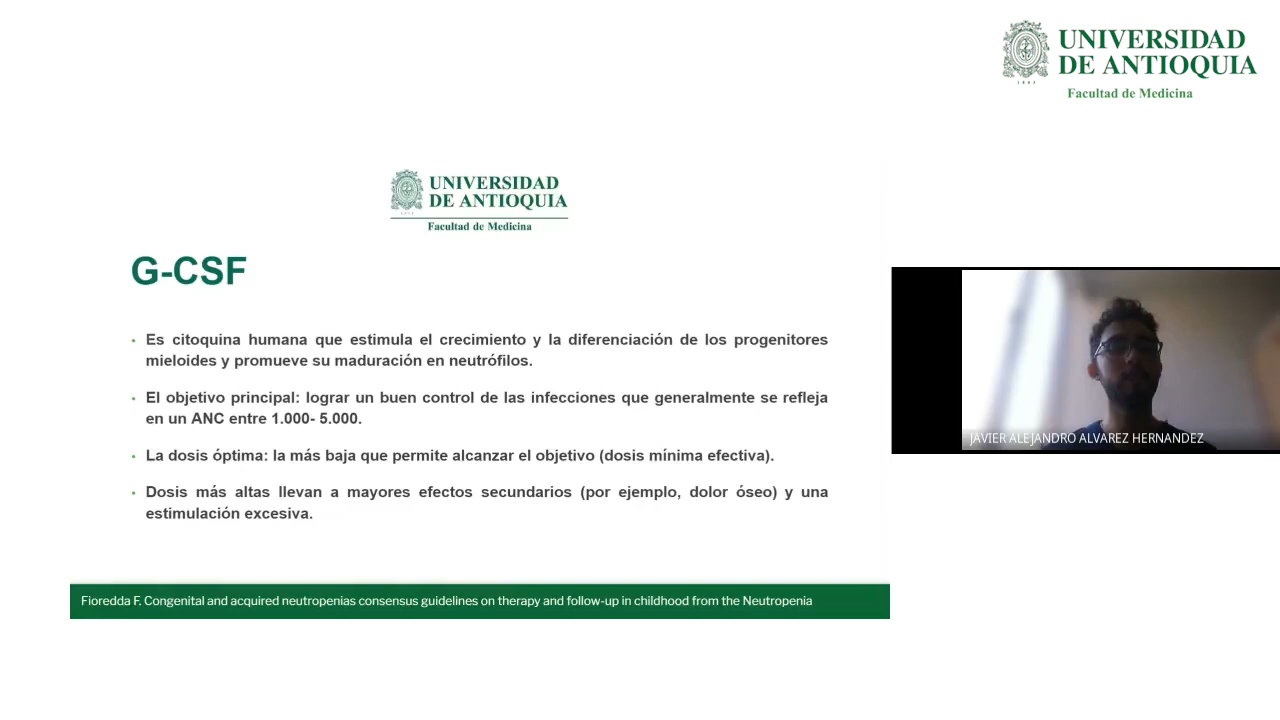 UNIVERSIDAD
DE ANTIOQUIA
Facultad de Medicina
UNIVERSIDAD
DE ANTIOQUIA
Facultad de Medicina
G-CSF
• Es citoquina humana que estimula el crecimiento y la diferenciación de los progenitores
mieloides y promueve su maduración en neutrófilos.
• El objetivo principal: lograr un buen control de las infecciones que generalmente se refleja
en un ANC entre 1.000- 5.000.
• La dosis óptima: la más baja que permite alcanzar el objetivo (dosis mínima efectiva).
• Dosis más altas llevan a mayores efectos secundarios (por ejemplo, dolor óseo) y una
estimulación excesiva.
JAVIER ALEJANDRO ALVAREZ HERNANDEZ
Fioredda F. Congenital and acquired neutropenias consensus guidelines on therapy and follow-up in childhood from the Neutropenia